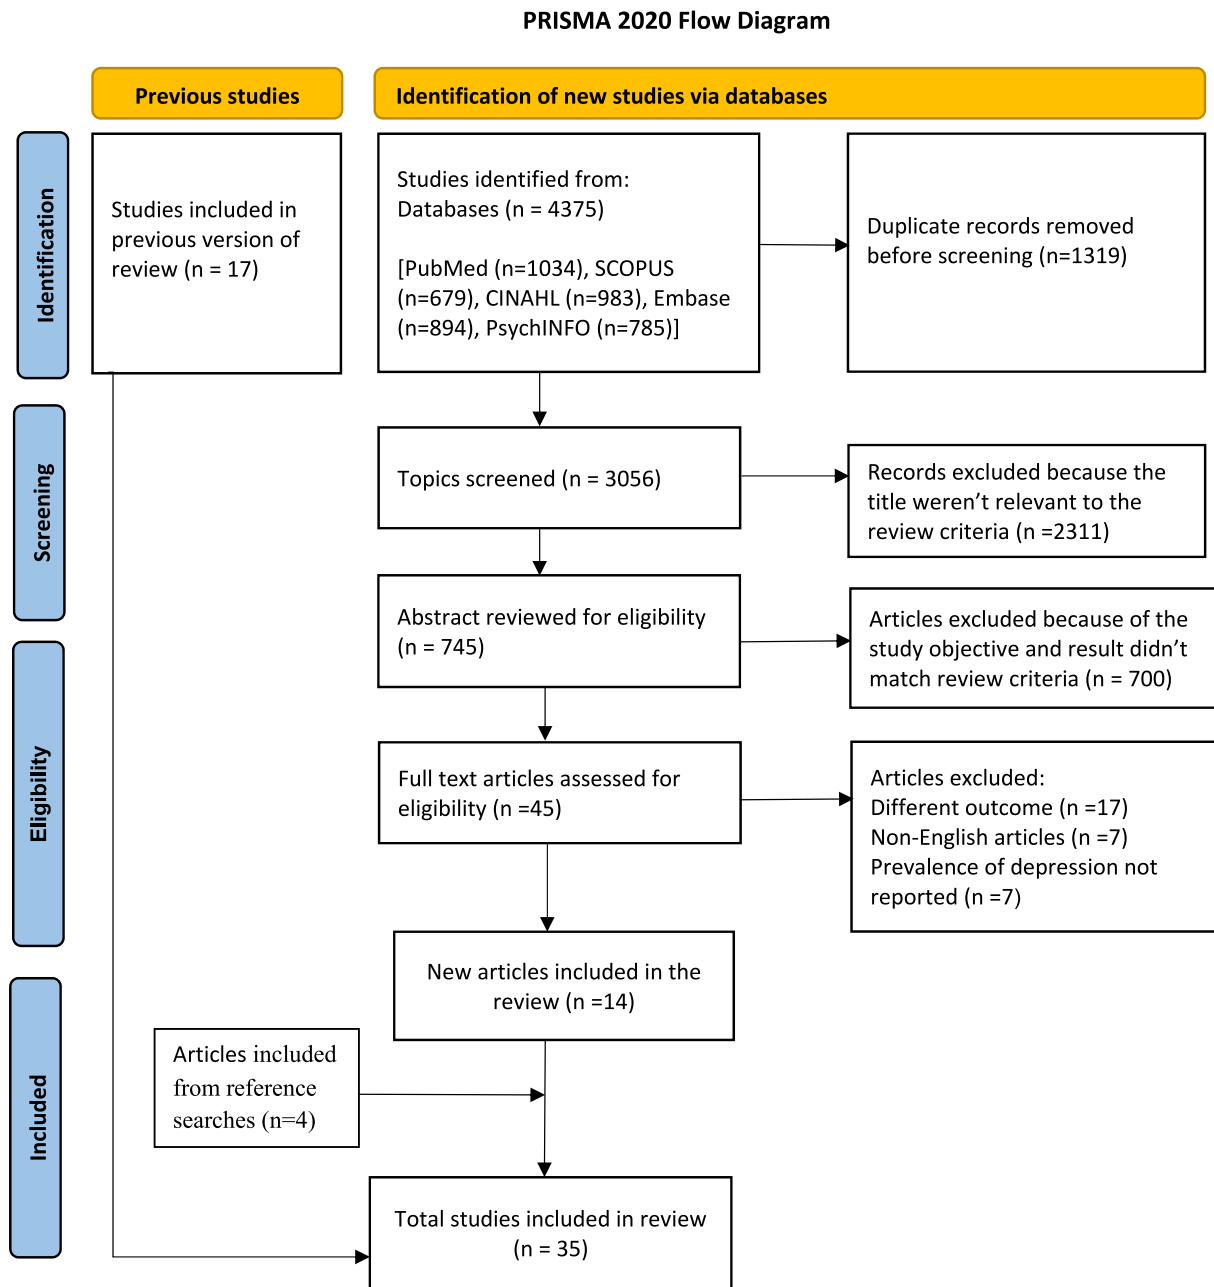 PRISMA 2020 Flow Diagram
Previous studies
Identification of new studies via databases
Identification
Studies included in
previous version of
review (n = 17)
Studies identified from:
Databases (n = 4375)
[PubMed (n=1034), SCOPUS
(n=679), CINAHL (n=983), Embase
(n=894), PsychINFO (n=785)]
Duplicate records removed
before screening (n=1319)
Screening
Topics screened (n = 3056)
Records excluded because the
title weren’t relevant to the
review criteria (n =2311)
Abstract reviewed for eligibility
(n = 745)
Articles excluded because of the
study objective and result didn’t
match review criteria (n = 700)
Eligibility
Full text articles assessed for
eligibility (n =45)
Articles excluded:
Different outcome (n =17)
Non-English articles (n =7)
Prevalence of depression not
reported (n =7)
New articles included in the
review (n =14)
Included
Articles included
from reference
searches (n=4)
Total studies included in review
(n = 35)